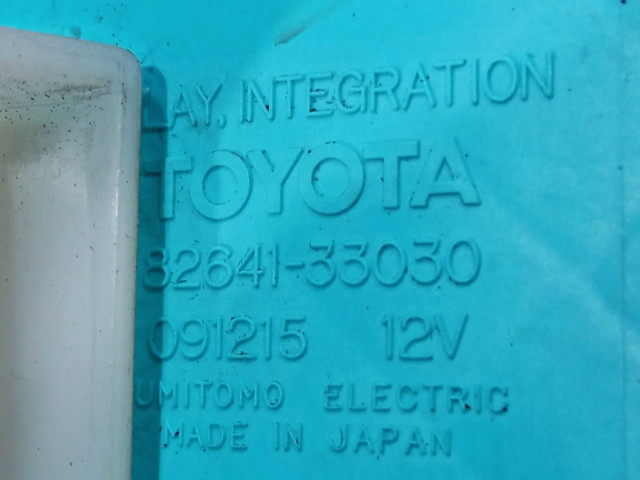 LAY, INTEGRATION
TOYOTA
82641-33030
091215 12V
UMITOMO ELECTRIC
MADE IN JAPAN